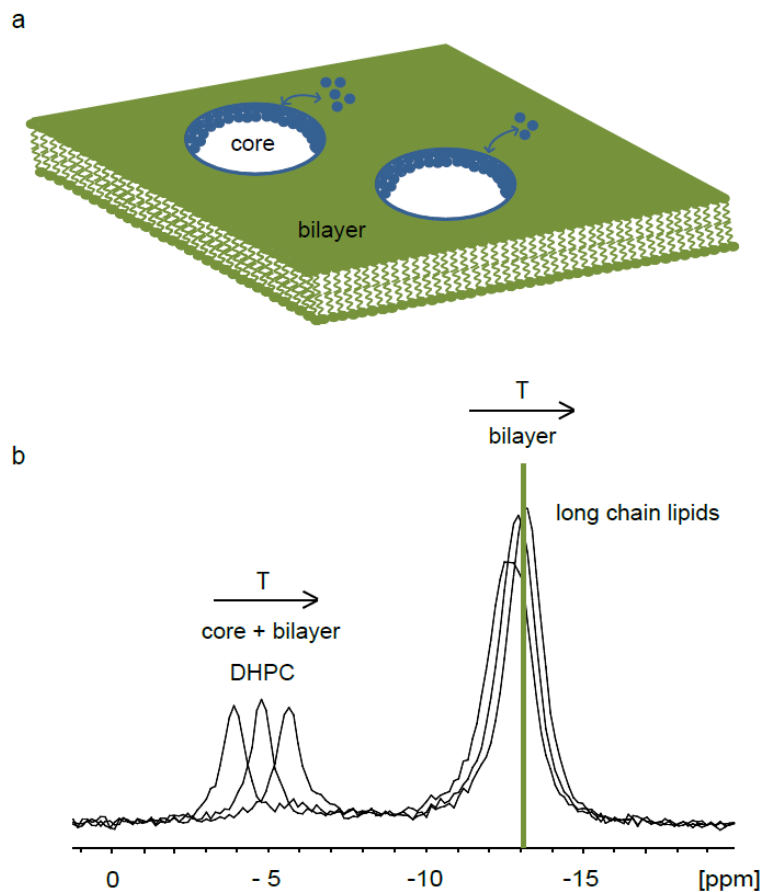 a
core
bilayer
T
bilayer
b
long chain lipids
T
core + bilayer
DHPC
0 - 5 -10 -15 [ppm]